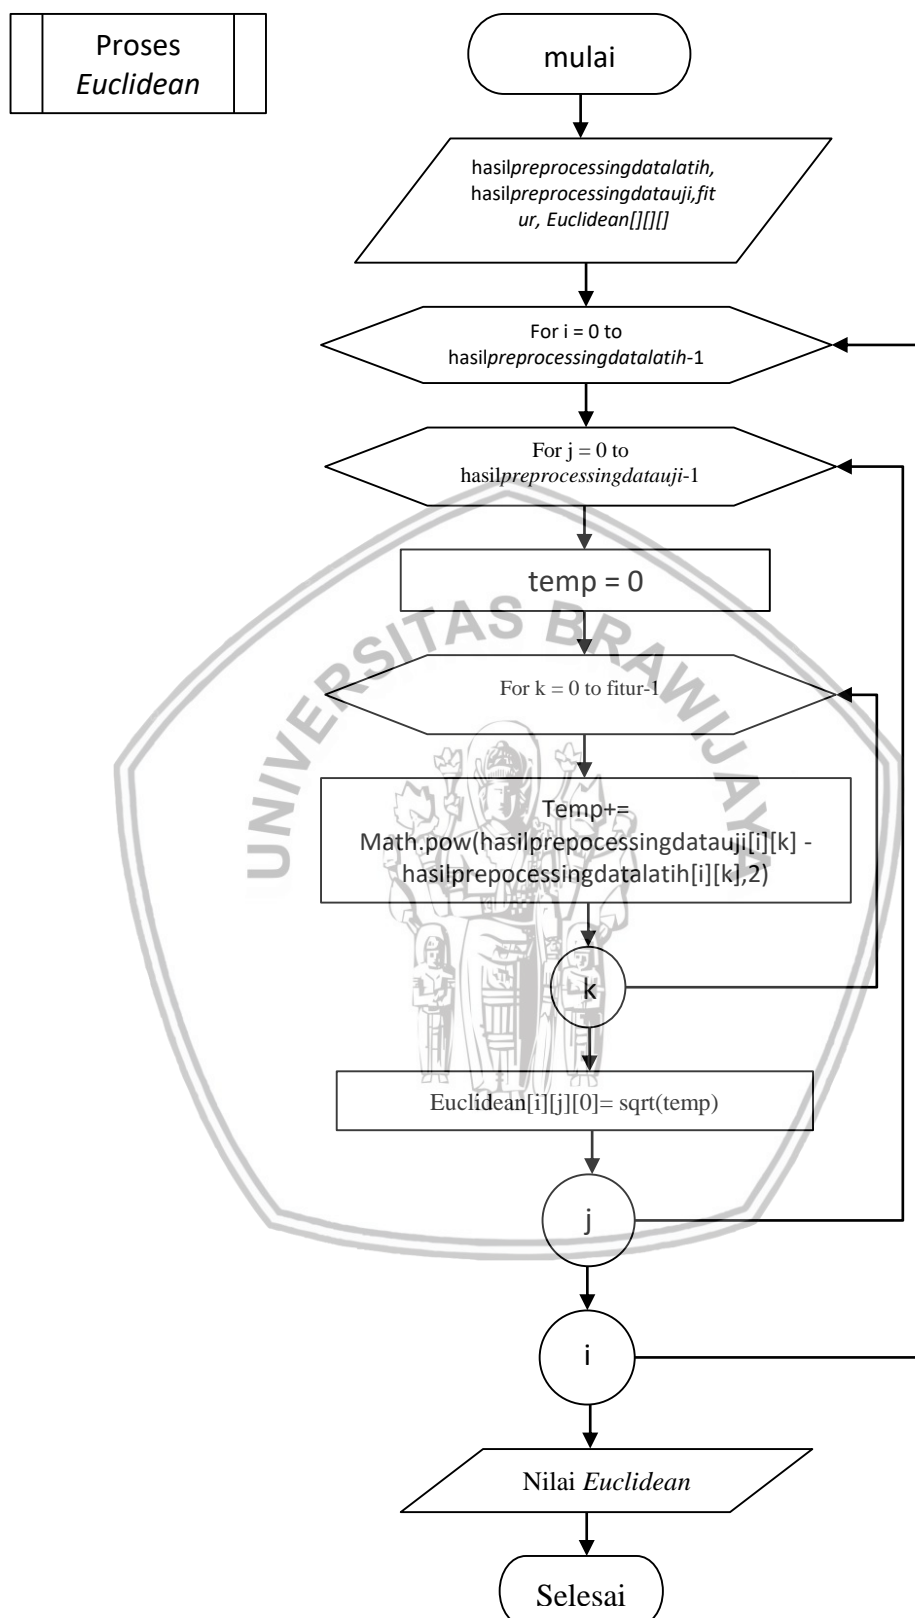 Proses
Euclidean
mulai
hasilpreprocessingdatalatih,
hasilpreprocessingdatauji,fit
ur, Euclidean[][][]
For i = 0 to
hasilpreprocessingdatalatih-1
For j = 0 to
hasilpreprocessingdatauji-1
temp = 0
UNIVERSITAS BRAWIJAYA
For k = 0 to fitur-1
Temp+=
Math.pow(hasilprepocessingdatauji[i][k] -
hasilprepocessingdatalatih[i][k],2)
k
Euclidean[i][j][0]= sqrt(temp)
j
i
Nilai Euclidean
Selesai